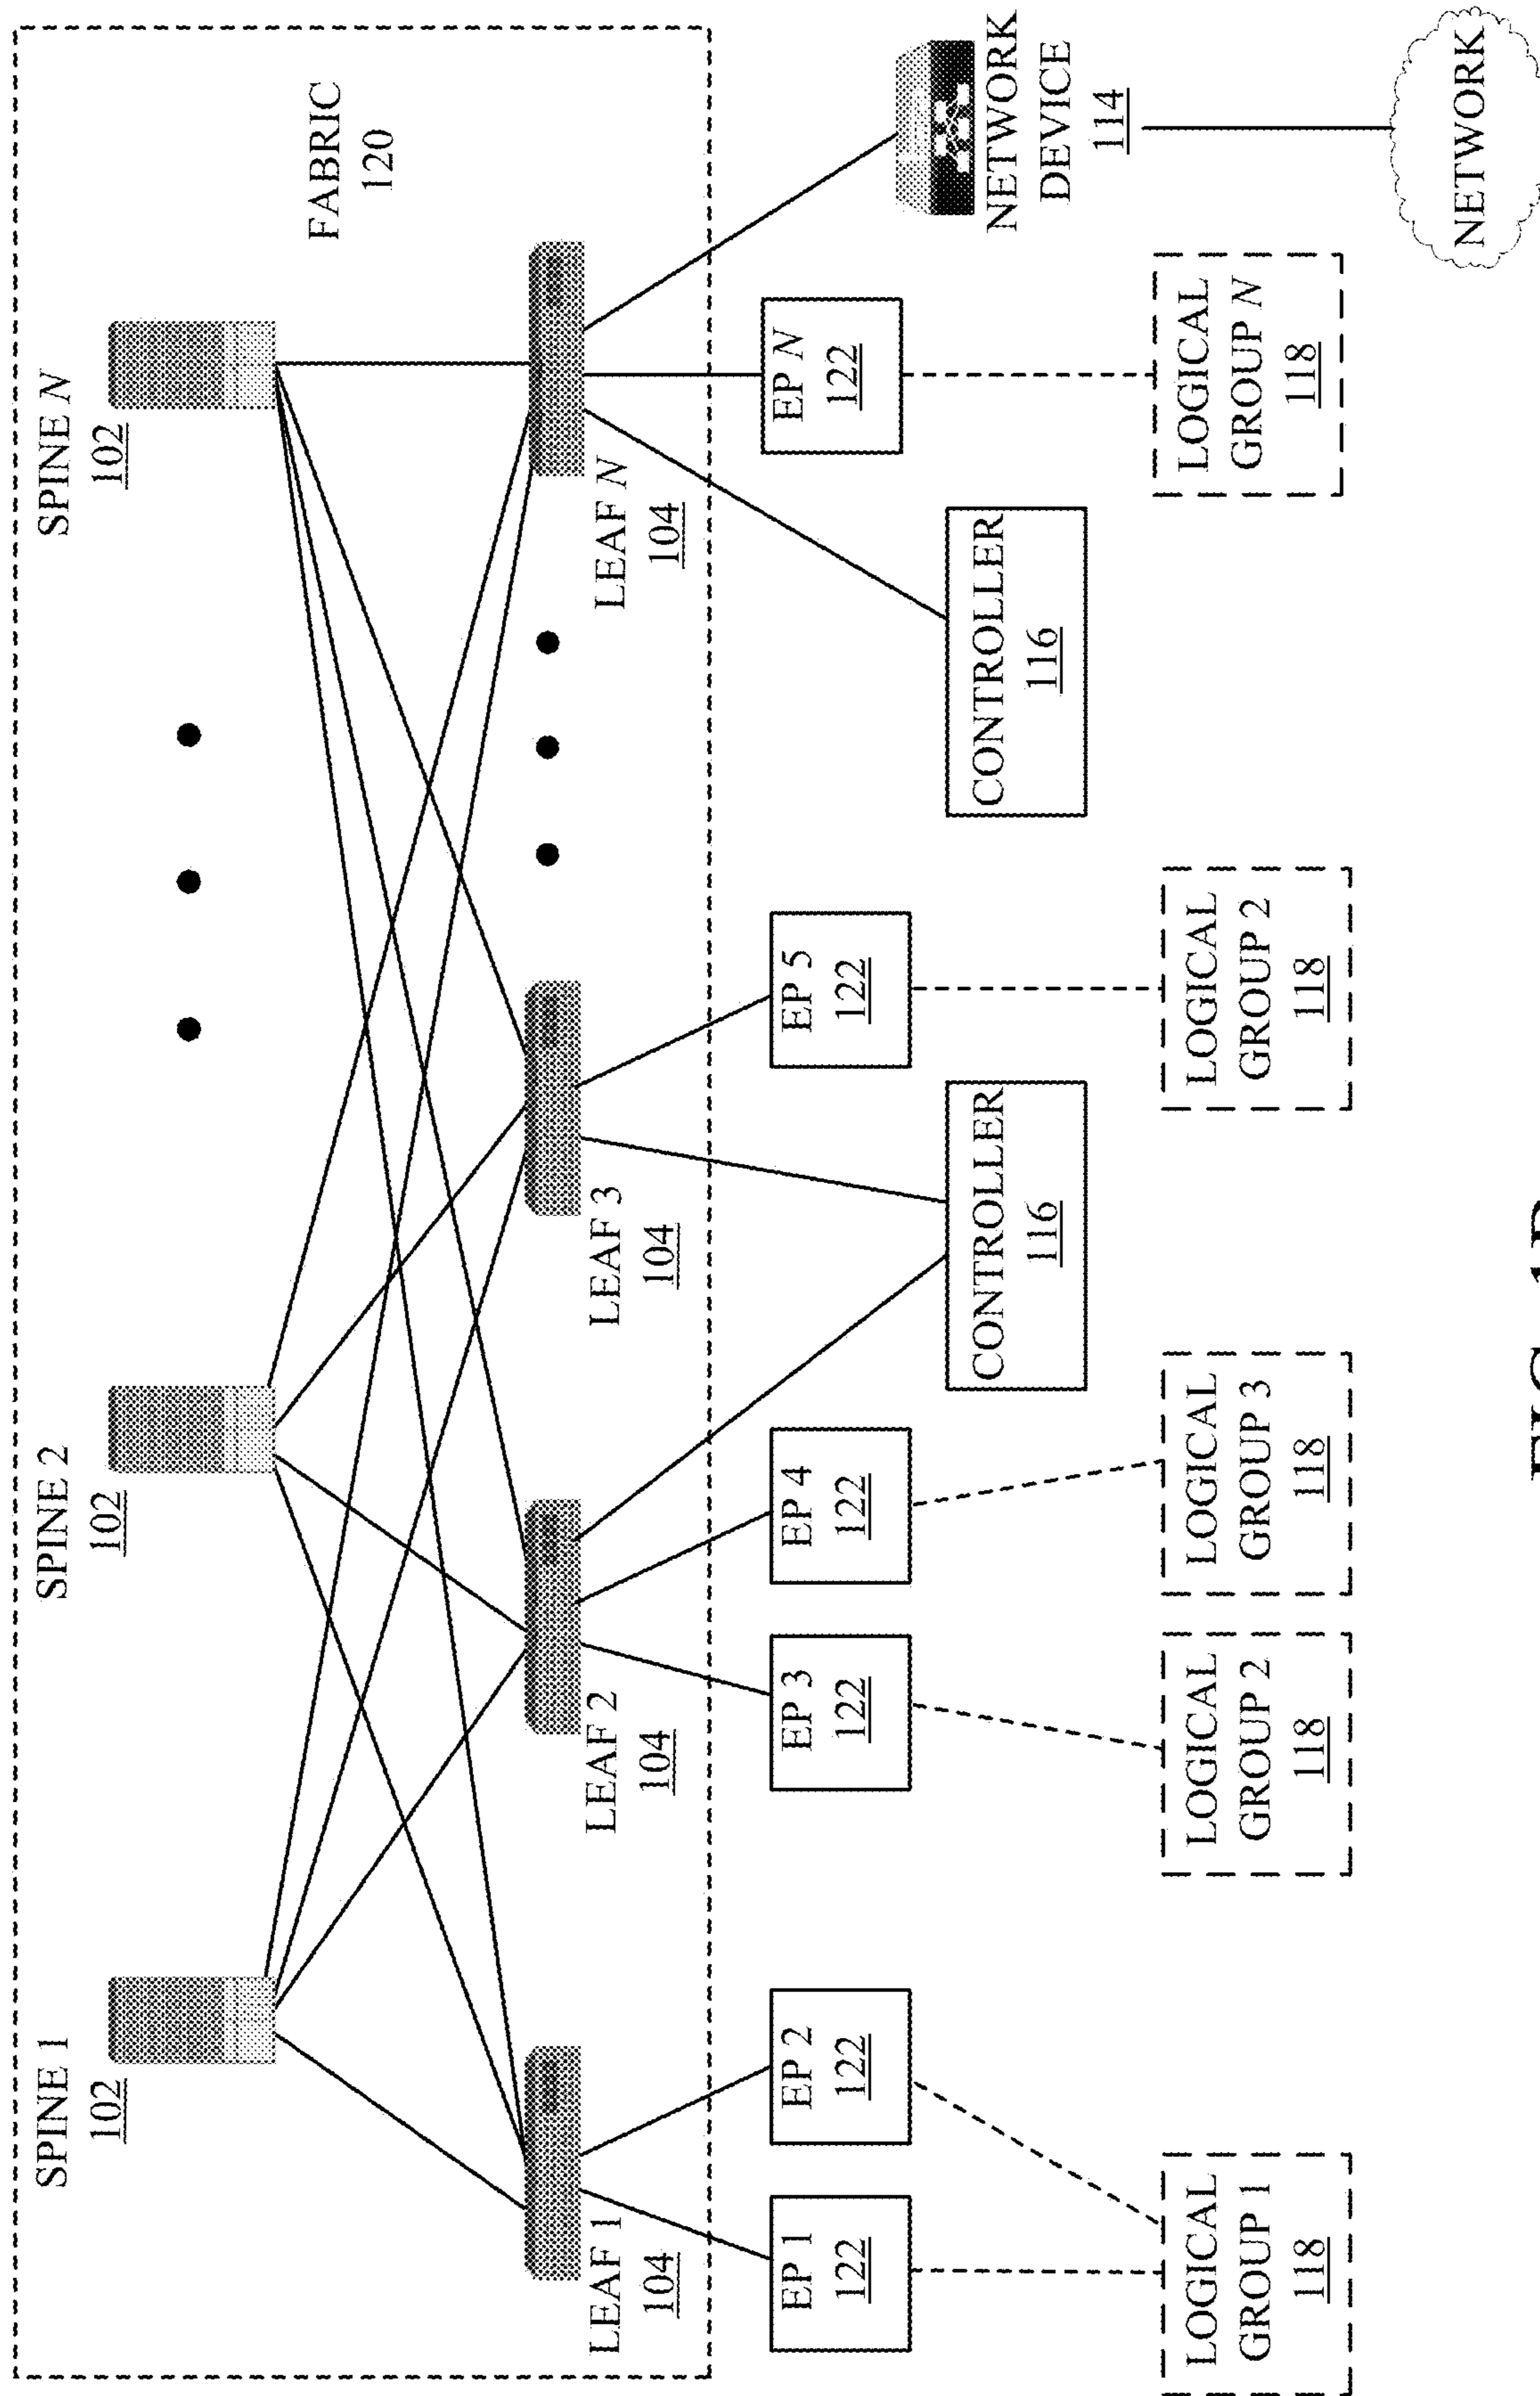 SPINE 1
102
SPINE 2
102
SPINE N
102
FABRIC
120
LEAF 1
104
LEAF 2
104
LEAF 3
104
LEAF N
104
EP 1
122
EP 2
122
EP 3
122
EP 4
122
EP 5
122
EP N
122
CONTROLLER
116
CONTROLLER
116
NETWORK
DEVICE
114
LOGICAL
GROUP 1
118
LOGICAL
GROUP 2
118
LOGICAL
GROUP 3
118
LOGICAL
GROUP 2
118
LOGICAL
GROUP N
118
NETWORK